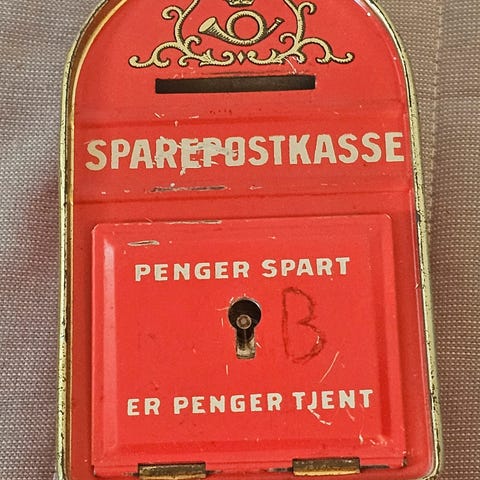 SPAREPOSTKASSE
PENGER SPART
B
ER PENGER TJENT